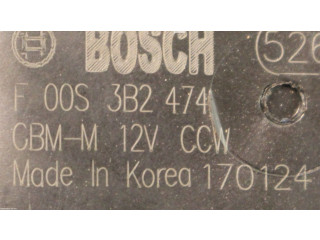 BOSCH 526
F 00S 3B2 474
CBM-M 12V CCW
Made In Korea 170124